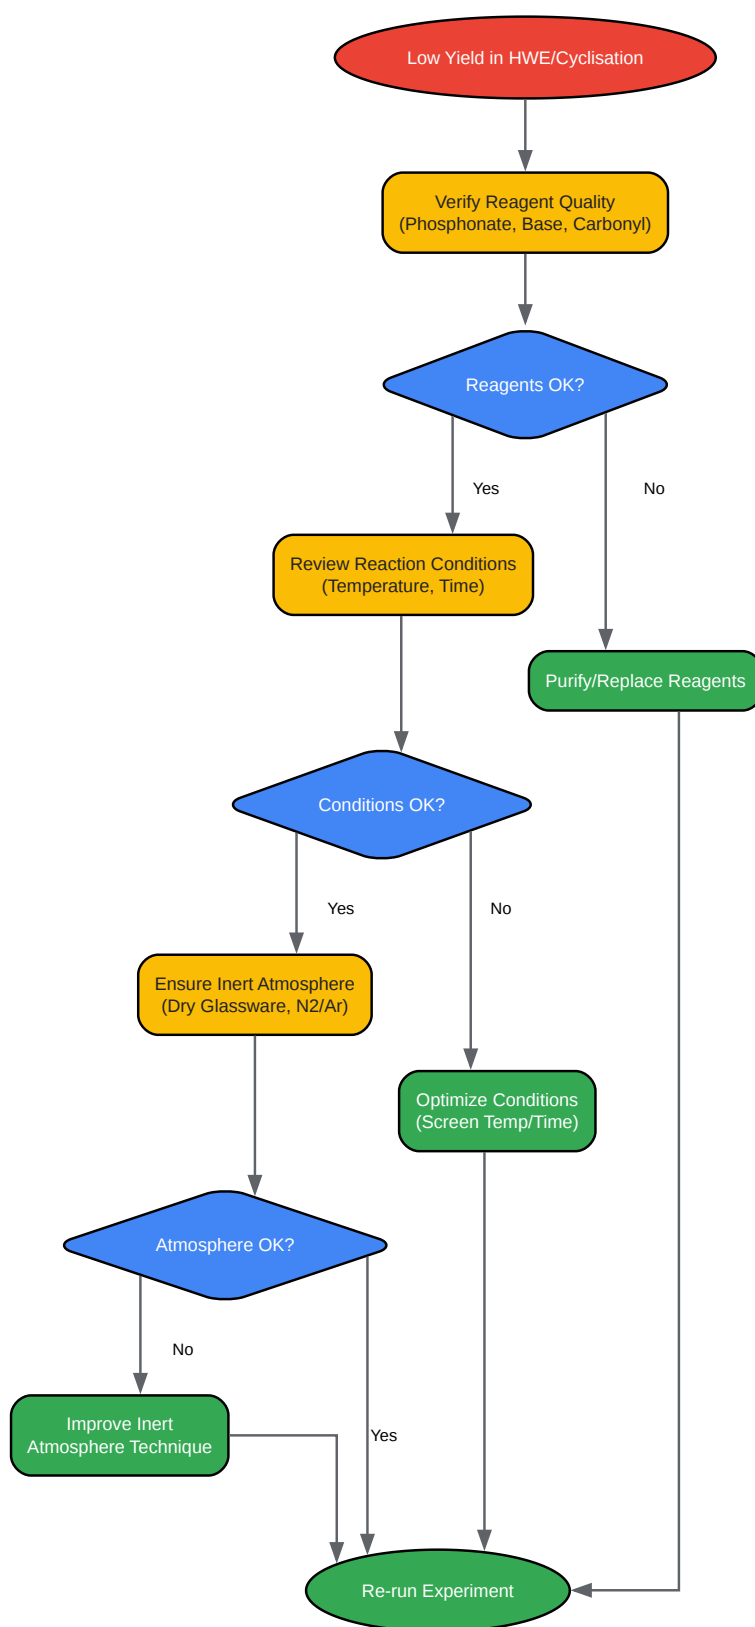 Low Yield in HWE/Cyclisation
Verify Reagent Quality
(Phosphonate, Base, Carbonyl)
Reagents OK?
Yes
No
Review Reaction Conditions
(Temperature, Time)
Purify/Replace Reagents
Conditions OK?
Yes
No
Ensure Inert Atmosphere
(Dry Glassware, N2/Ar)
Optimize Conditions
(Screen Temp/Time)
Atmosphere OK?
No
Improve Inert
Atmosphere Technique
Yes
Re-run Experiment